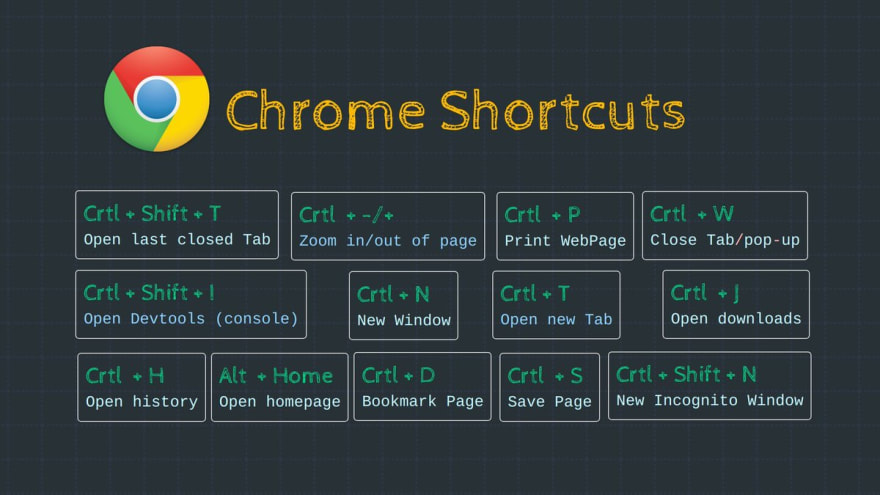 Chrome Shortcuts
Crtl + Shift + T
Open last closed Tab
Crtl + -/+
Zoom in/out of page
Crtl + P
Print WebPage
Crtl + W
Close Tab/pop-up
Crtl + Shift + I
Open Devtools (console)
Crtl + N
New Window
Crtl + T
Open new Tab
Crtl + J
Open downloads
Crtl + H
Open history
Alt + Home
Open homepage
Crtl + D
Bookmark Page
Crtl + S
Save Page
Crtl + Shift + N
New Incognito Window